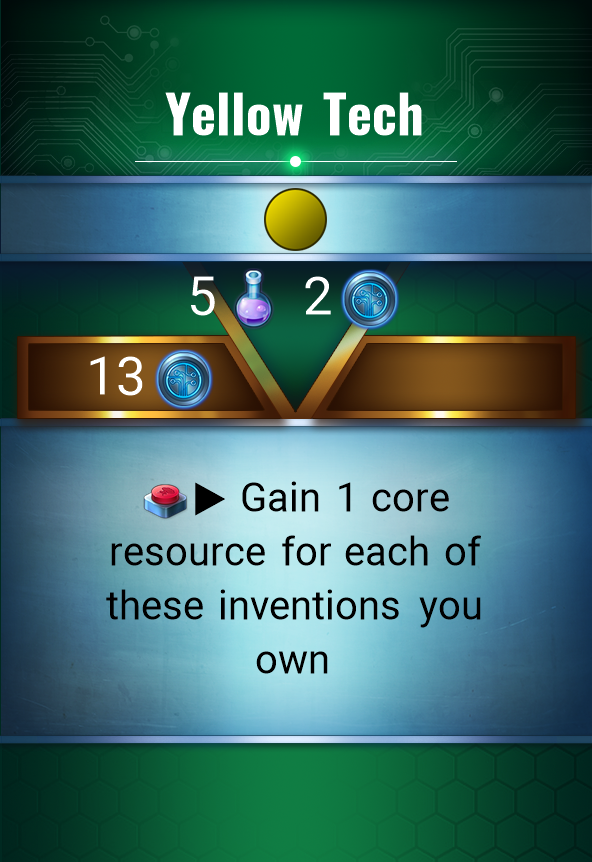 Yellow Tech
5 2
13
Gain 1 core
resource for each of
these inventions you
own